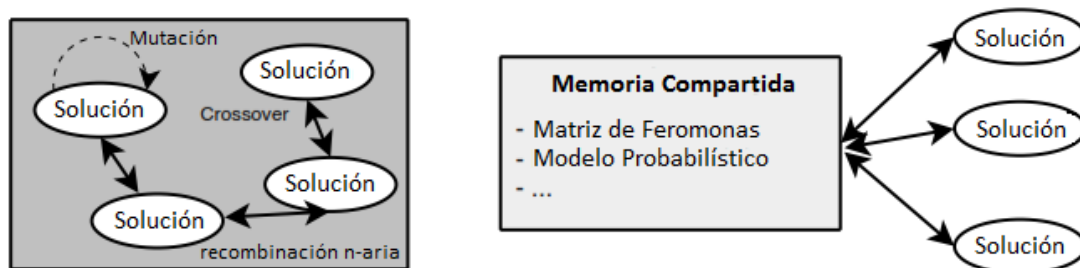 Mutación
Solución
Solución
Crossover
Solución
Solución
recombinación n-aria
Memoria Compartida
- Matriz de Feromonas
- Modelo Probabilístico
- ...
Solución
Solución
Solución